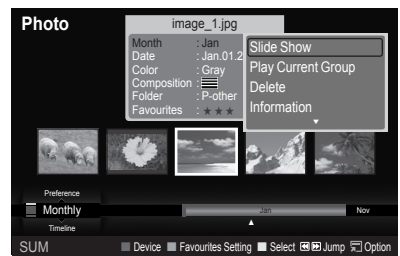 Photo
image_1.jpg
Month : Jan
Date : Jan.01.2
Color : Gray
Composition :
Folder : P-other
Favourites : ★ ★ ★
Slide Show
Play Current Group
Delete
Information
Preference
Monthly
Timeline
Jan
Nov
SUM
Device Favourites Setting Select Jump Option